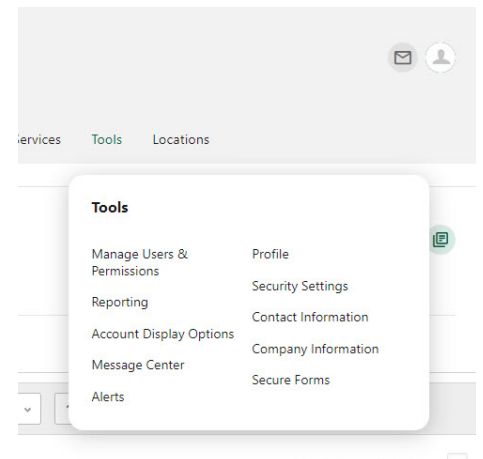 Services
Tools
Locations
Tools
Manage Users &
Permissions
Reporting
Account Display Options
Message Center
Alerts
Profile
Security Settings
Contact Information
Company Information
Secure Forms